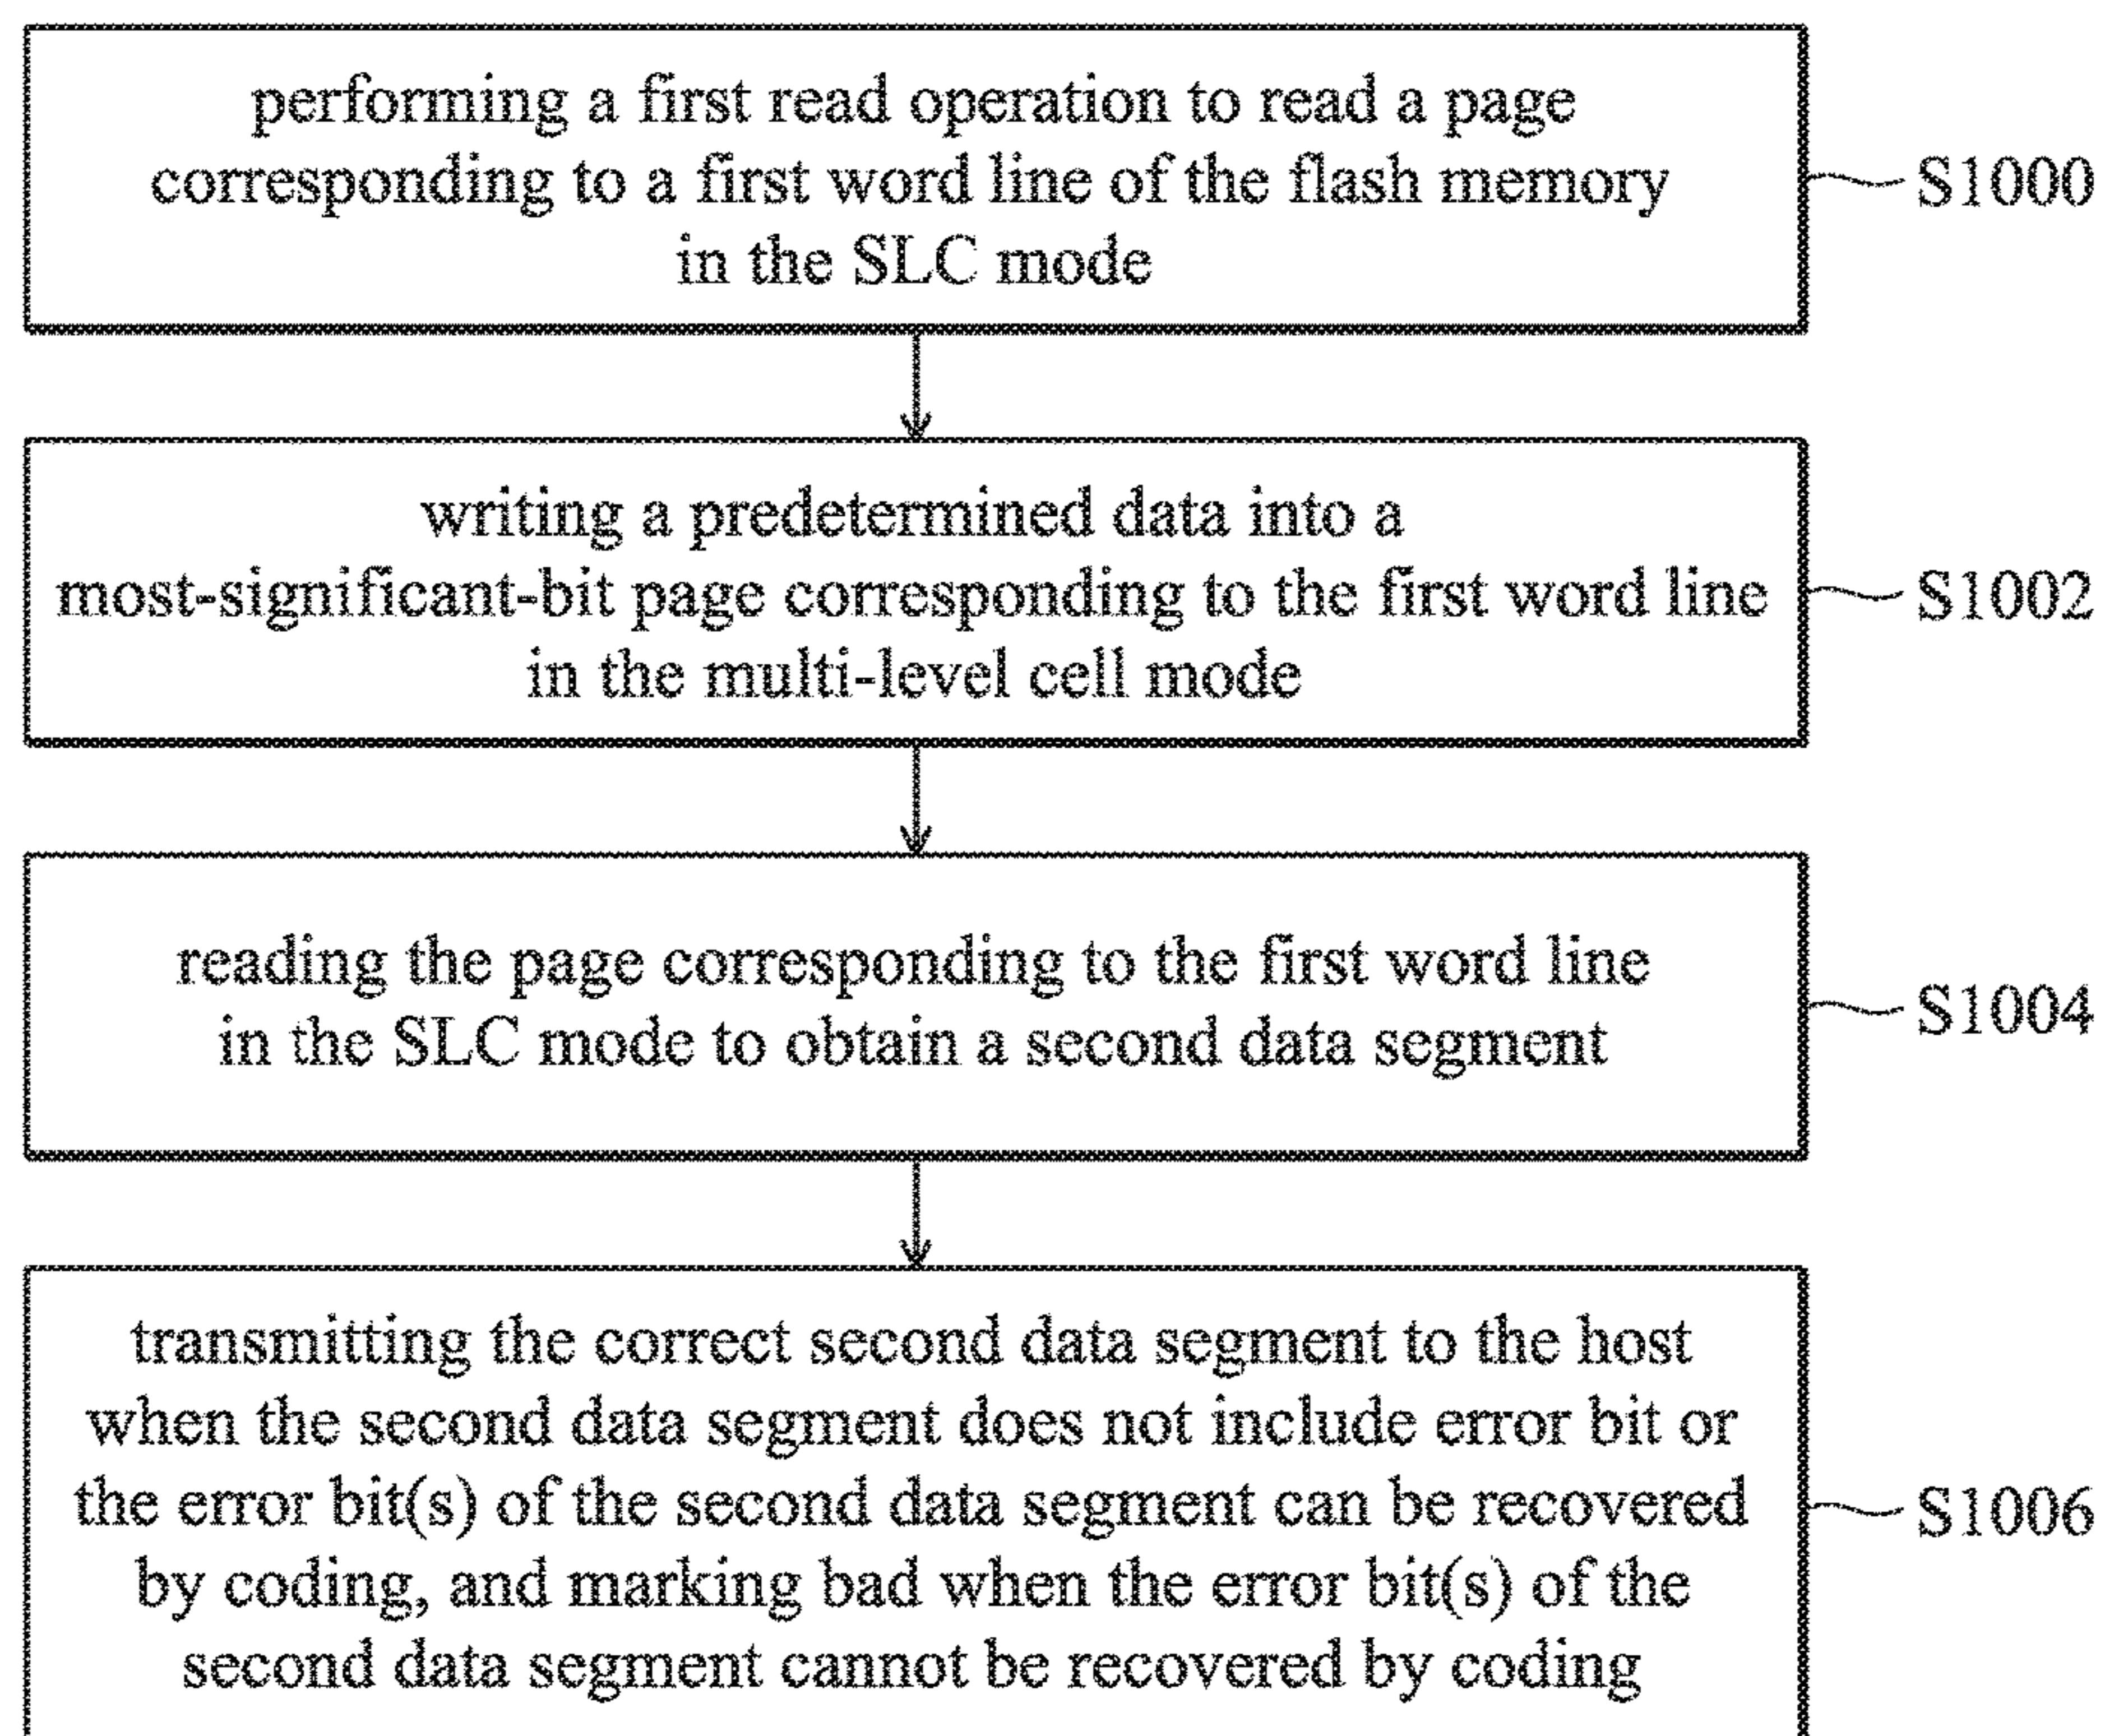 performing a first read operation to read a page
corresponding to a first word line of the flash memory
in the SLC mode
S1000
writing a predetermined data into a
most-significant-bit page corresponding to the first word line
in the multi-level cell mode
S1002
reading the page corresponding to the first word line
in the SLC mode to obtain a second data segment
S1004
transmitting the correct second data segment to the host
when the second data segment does not include error bit or
the error bit(s) of the second data segment can be recovered
by coding, and marking bad when the error bit(s) of the
second data segment cannot be recovered by coding
S1006